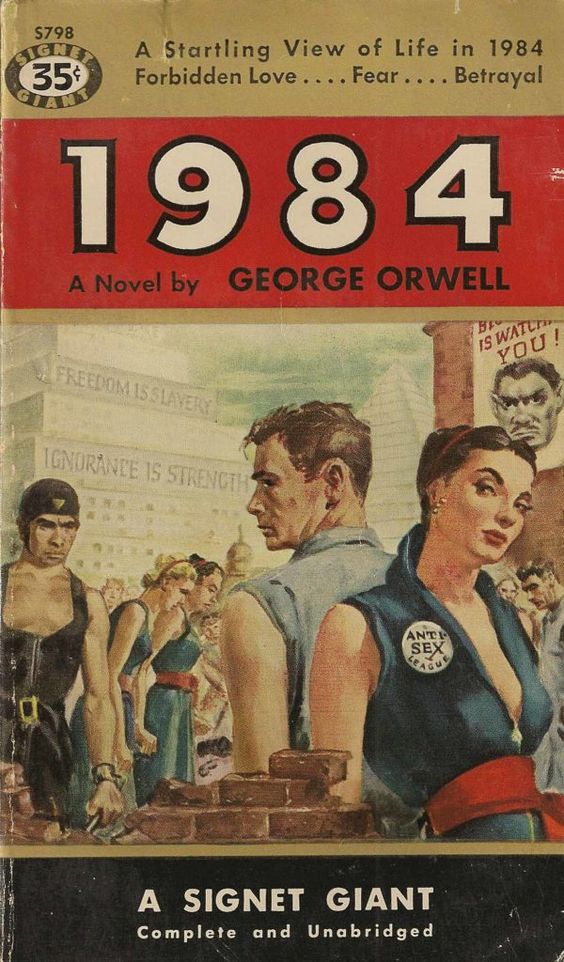 S798
SIGNET
35¢
GIANT
A Startling View of Life in 1984
Forbidden Love .... Fear .... Betrayal
1984
A Novel by GEORGE ORWELL
IS WATCH
YOU!
FREEDOM IS SLAVERY
IGNORANCE IS STRENGTH
ANTI-
SEX
LEAGUE
A SIGNET GIANT
Complete and Unabridged